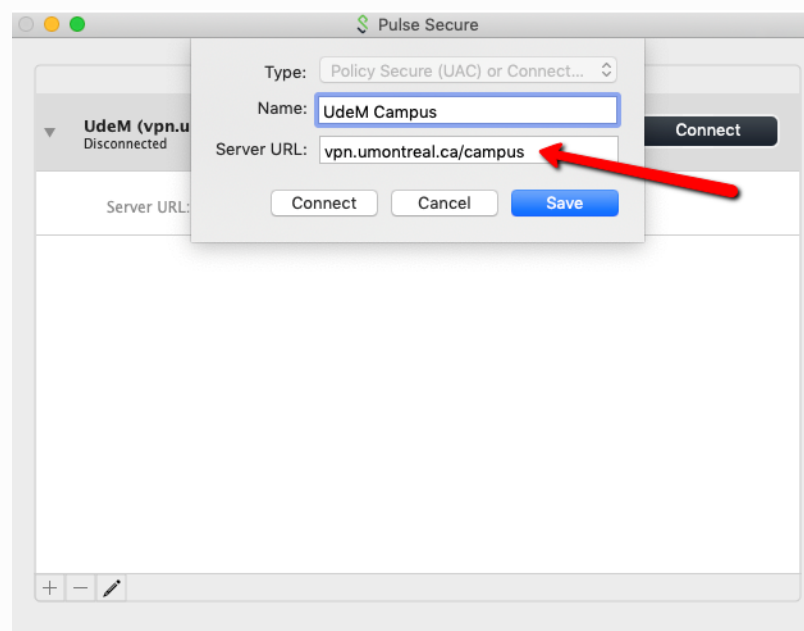 Pulse Secure
Type: Policy Secure (UAC) or Connect...
Name: UdeM Campus
UdeM (vpn.u
Connect
Disconnected
Server URL: vpn.umontreal.ca/campus
Connect Cancel Save
Server URL: